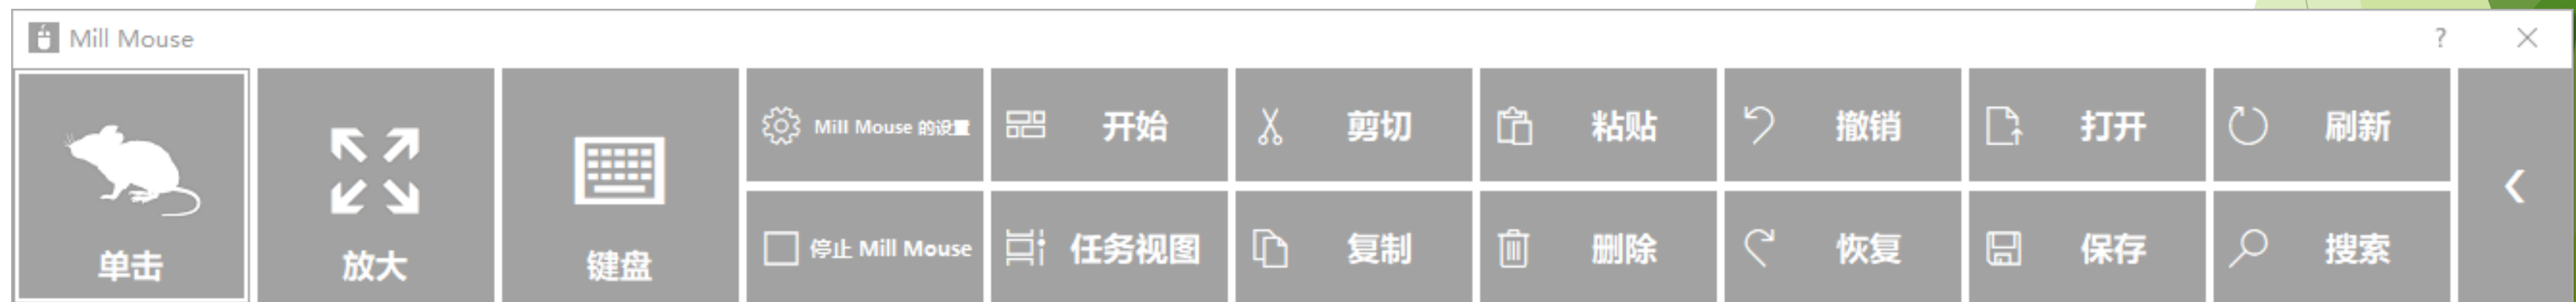 Mill Mouse
?
单击
放大
键盘
Mill Mouse 的设置
开始
剪切
粘贴
撤销
打开
刷新
停止 Mill Mouse
任务视图
复制
删除
恢复
保存
搜索